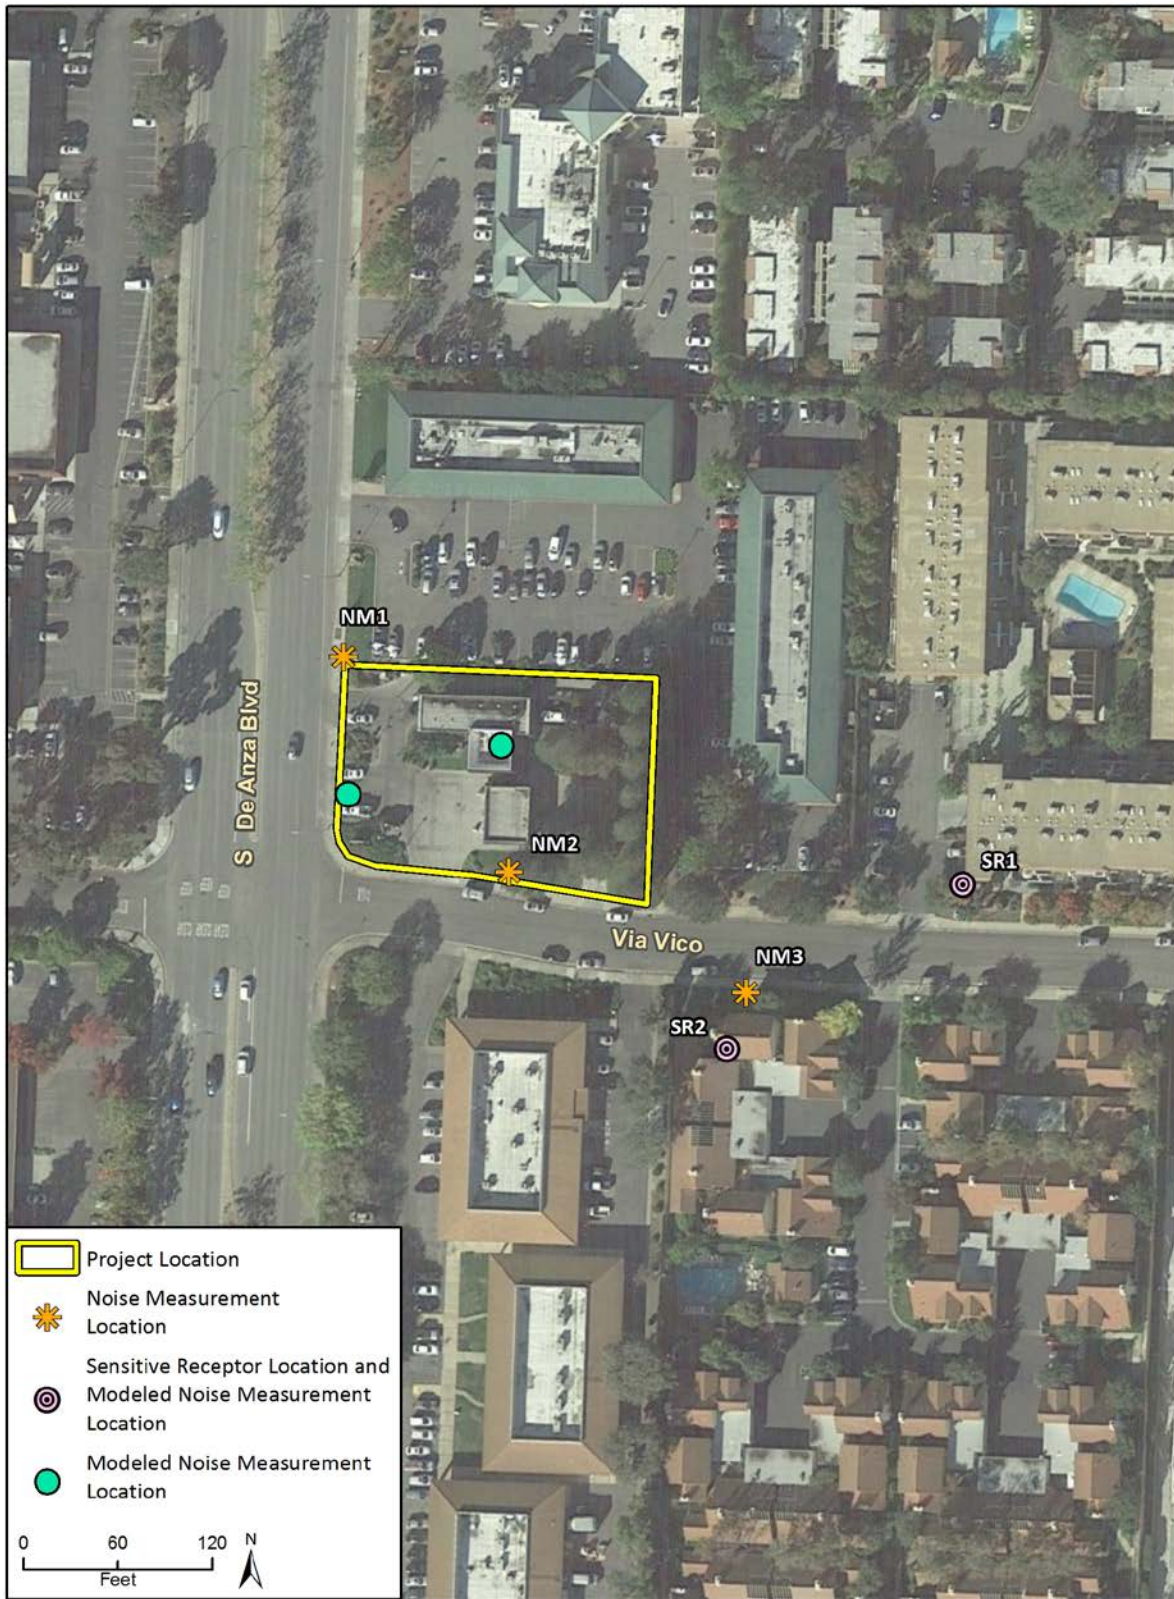 NM1
S De Anza Blvd
NM2
SR1
Via Vico
NM3
SR2
Project Location
Noise Measurement
Location
Sensitive Receptor Location and
Modeled Noise Measurement
Location
Modeled Noise Measurement
Location
0 60 120 N
Feet